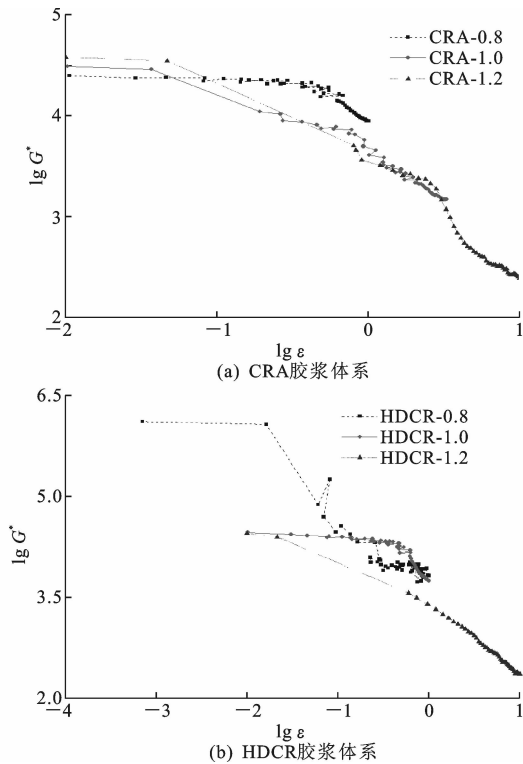 5
CRA-0.8
CRA-1.0
CRA-1.2
4
lg G*
3
2
−2 −1 0 1
lg ε
(a) CRA胶浆体系
6.5
HDCR-0.8
HDCR-1.0
HDCR-1.2
5.0
lg G*
3.5
2.0
−4 −3 −2 −1 0 1
lg ε
(b) HDCR胶浆体系